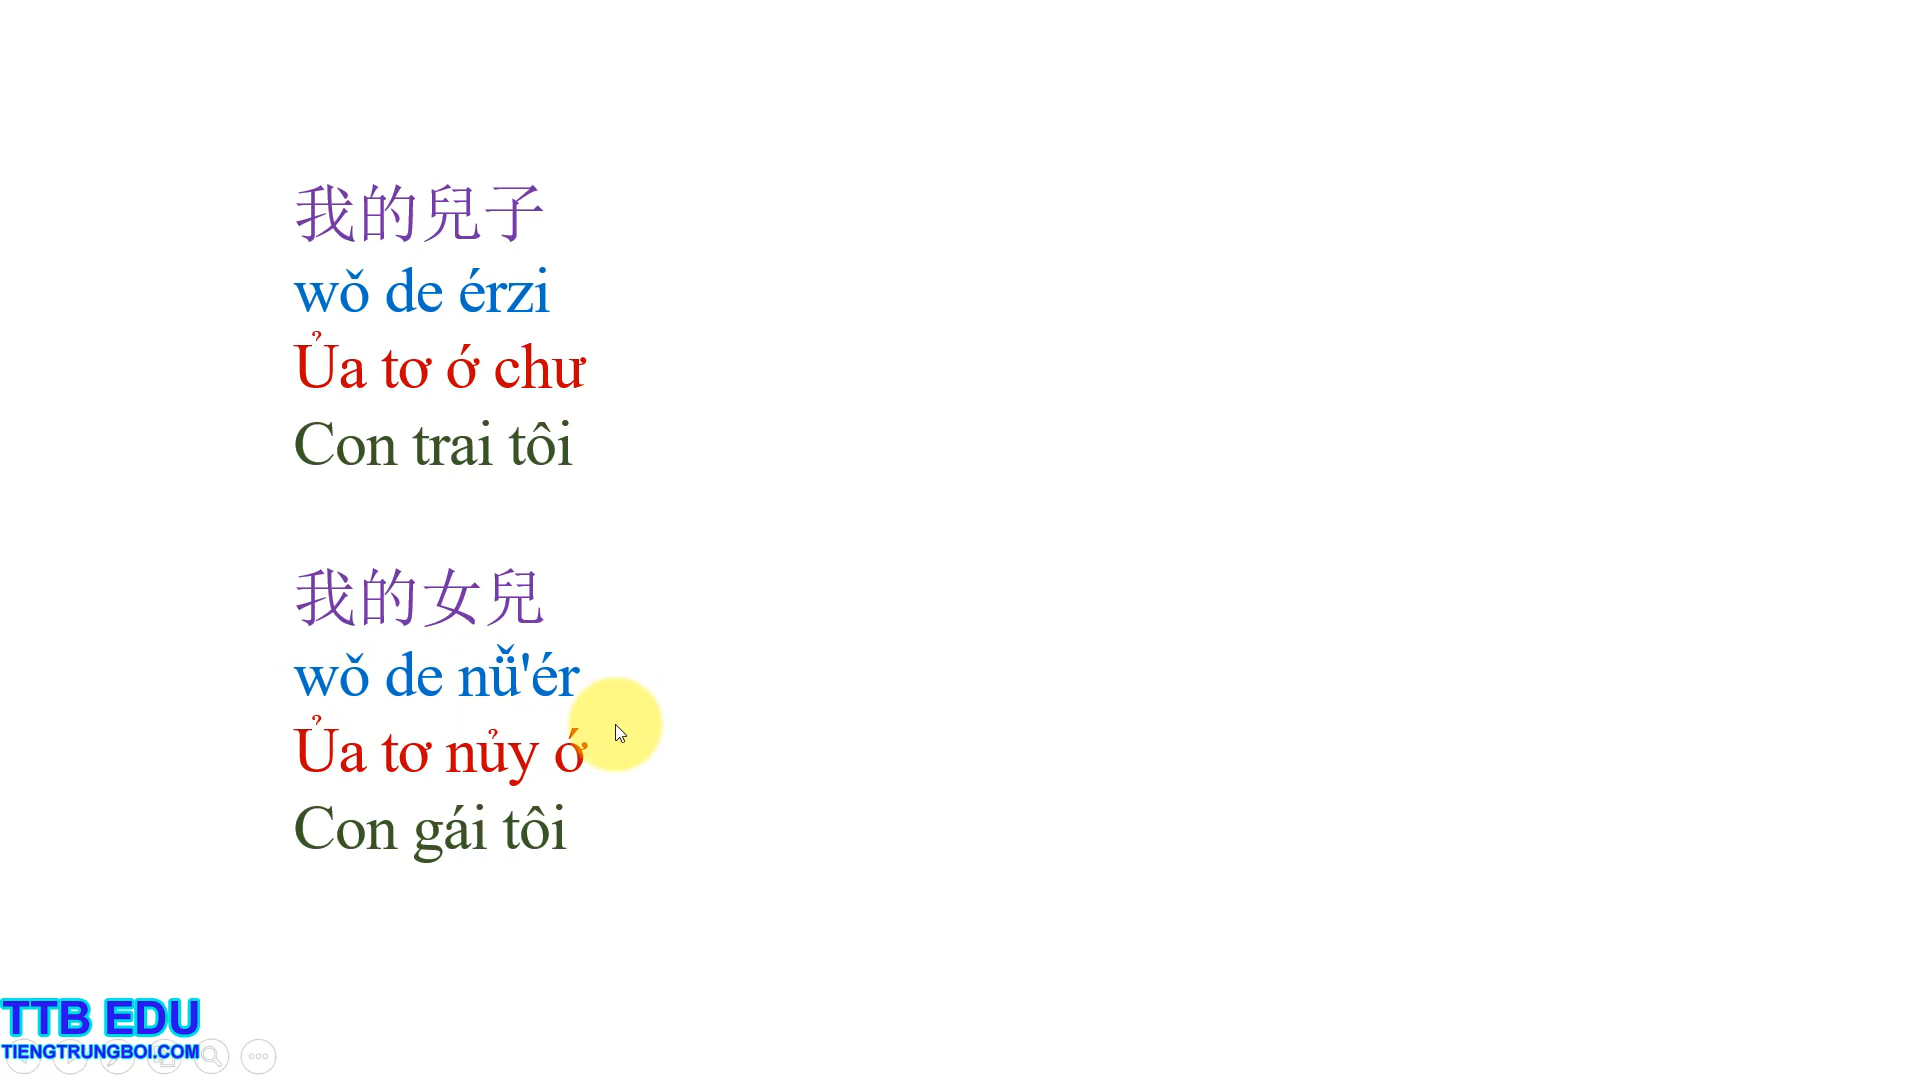 我的兒子
wǒ de érzi
Ủa tơ ớ chư
Con trai tôi
我的女兒
wǒ de nǚ'ér
Ủa tơ nủy ớ
Con gái tôi
TTB EDU
TIENGTRUNGBOI.COM